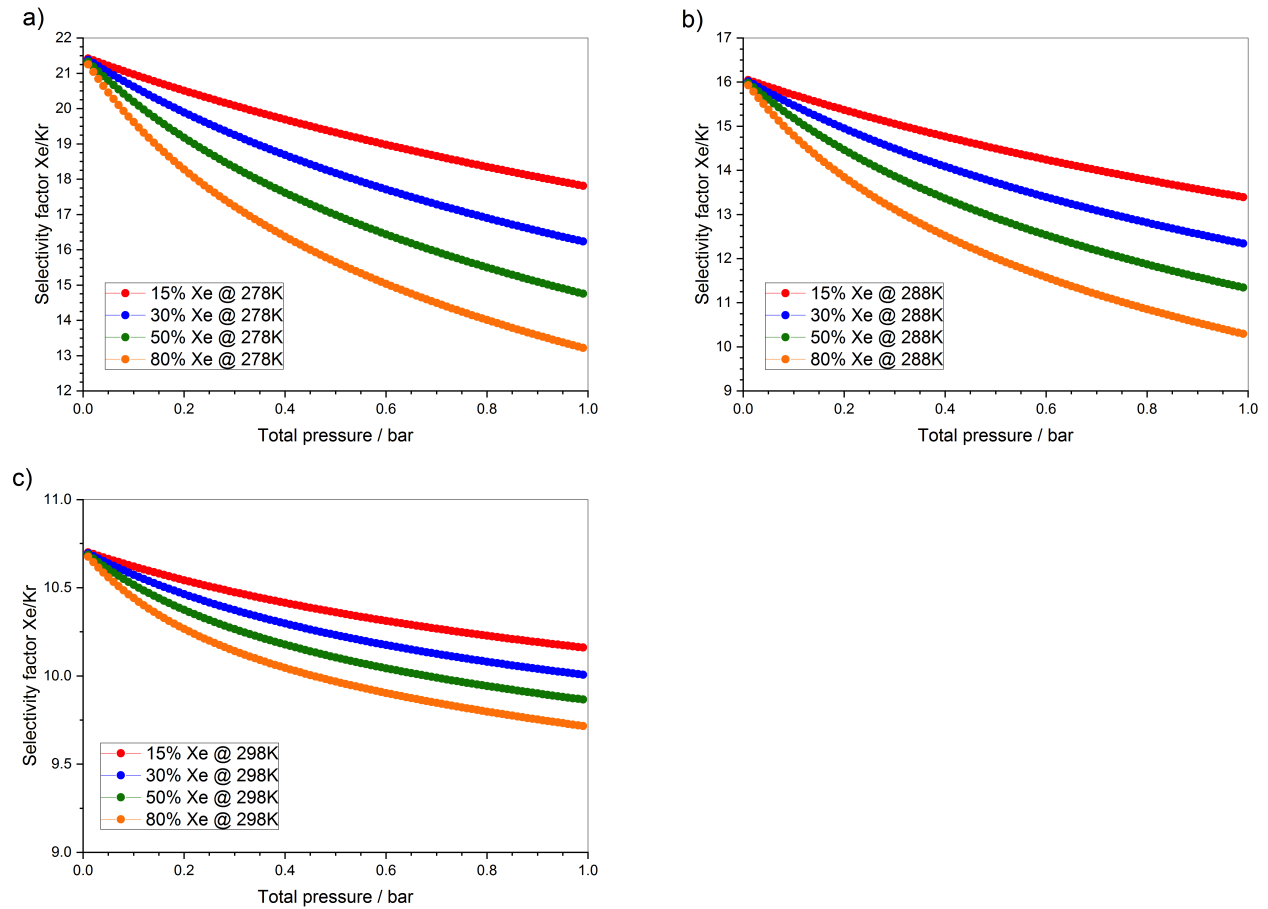 a)
22
21
20
19
18
17
16
15
14
13
12
Selectivity factor Xe/Kr
15% Xe @ 278K
30% Xe @ 278K
50% Xe @ 278K
80% Xe @ 278K
0.0 0.2 0.4 0.6 0.8 1.0
Total pressure / bar
b)
17
16
15
14
13
12
11
10
9
Selectivity factor Xe/Kr
15% Xe @ 288K
30% Xe @ 288K
50% Xe @ 288K
80% Xe @ 288K
0.0 0.2 0.4 0.6 0.8 1.0
Total pressure / bar
c)
11.0
10.5
10.0
9.5
9.0
Selectivity factor Xe/Kr
15% Xe @ 298K
30% Xe @ 298K
50% Xe @ 298K
80% Xe @ 298K
0.0 0.2 0.4 0.6 0.8 1.0
Total pressure / bar